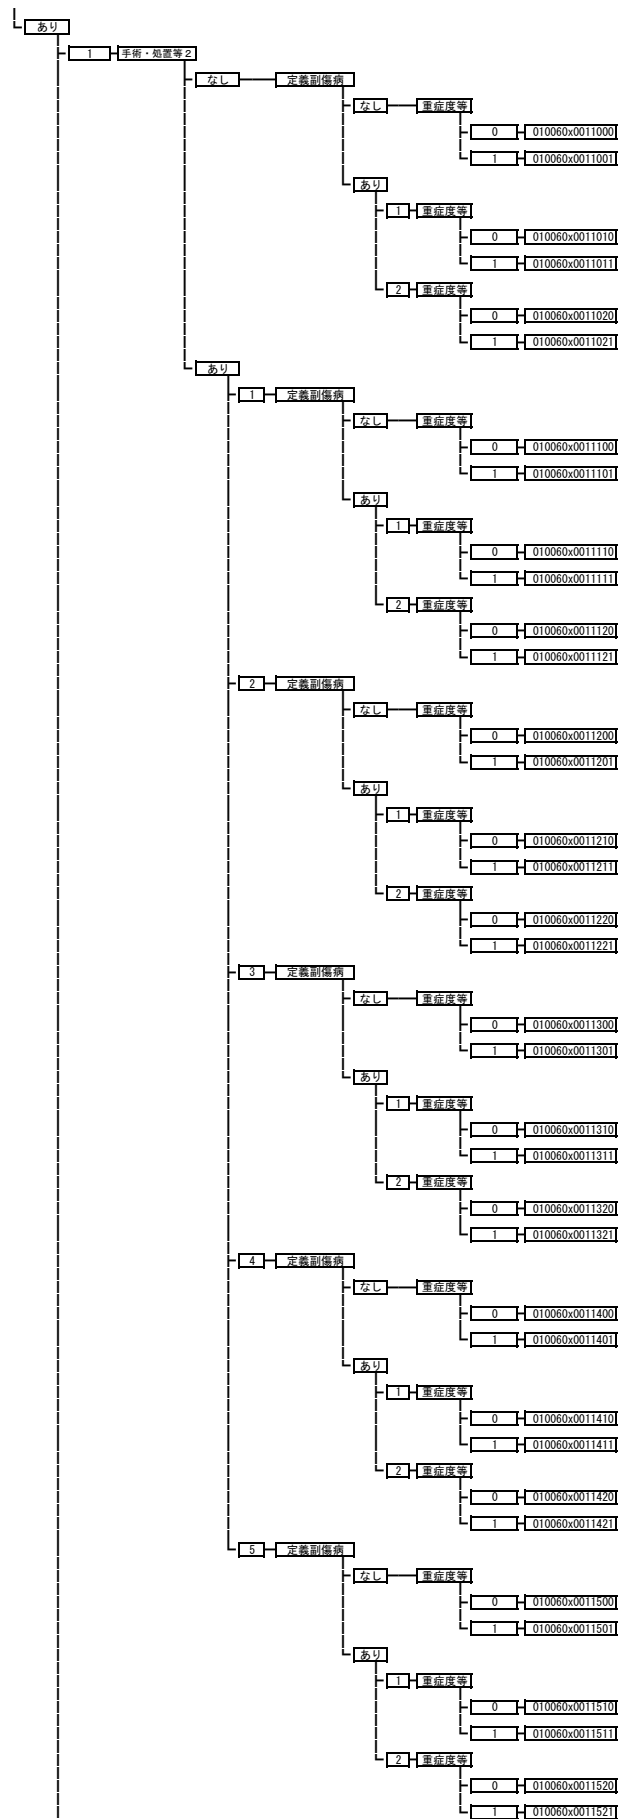 あり
1 手術・処置等2
なし 定義副傷病
なし 重症度等
0 010060x0011000
1 010060x0011001
あり
1 重症度等
0 010060x0011010
1 010060x0011011
2 重症度等
0 010060x0011020
1 010060x0011021
あり
1 定義副傷病
なし 重症度等
0 010060x0011100
1 010060x0011101
あり
1 重症度等
0 010060x0011110
1 010060x0011111
2 重症度等
0 010060x0011120
1 010060x0011121
2 定義副傷病
なし 重症度等
0 010060x0011200
1 010060x0011201
あり
1 重症度等
0 010060x0011210
1 010060x0011211
2 重症度等
0 010060x0011220
1 010060x0011221
3 定義副傷病
なし 重症度等
0 010060x0011300
1 010060x0011301
あり
1 重症度等
0 010060x0011310
1 010060x0011311
2 重症度等
0 010060x0011320
1 010060x0011321
4 定義副傷病
なし 重症度等
0 010060x0011400
1 010060x0011401
あり
1 重症度等
0 010060x0011410
1 010060x0011411
2 重症度等
0 010060x0011420
1 010060x0011421
5 定義副傷病
なし 重症度等
0 010060x0011500
1 010060x0011501
あり
1 重症度等
0 010060x0011510
1 010060x0011511
2 重症度等
0 010060x0011520
1 010060x0011521